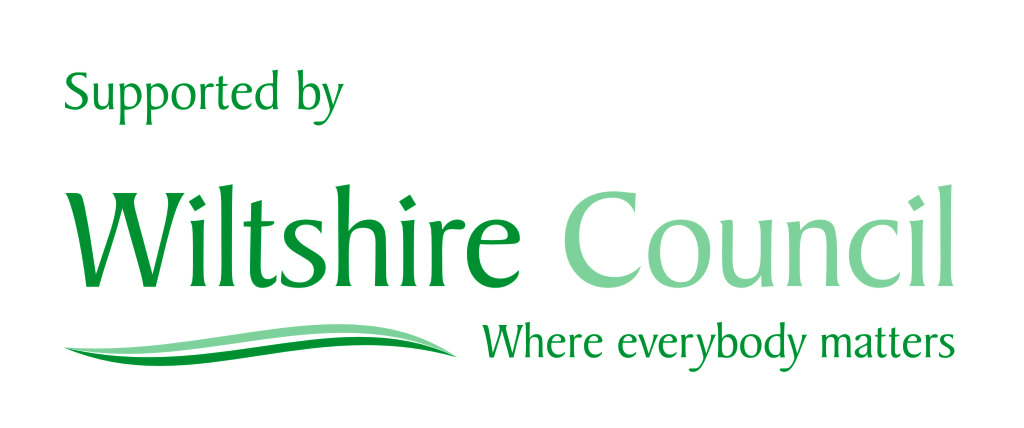 Supported by
Wiltshire Council
Where everybody matters